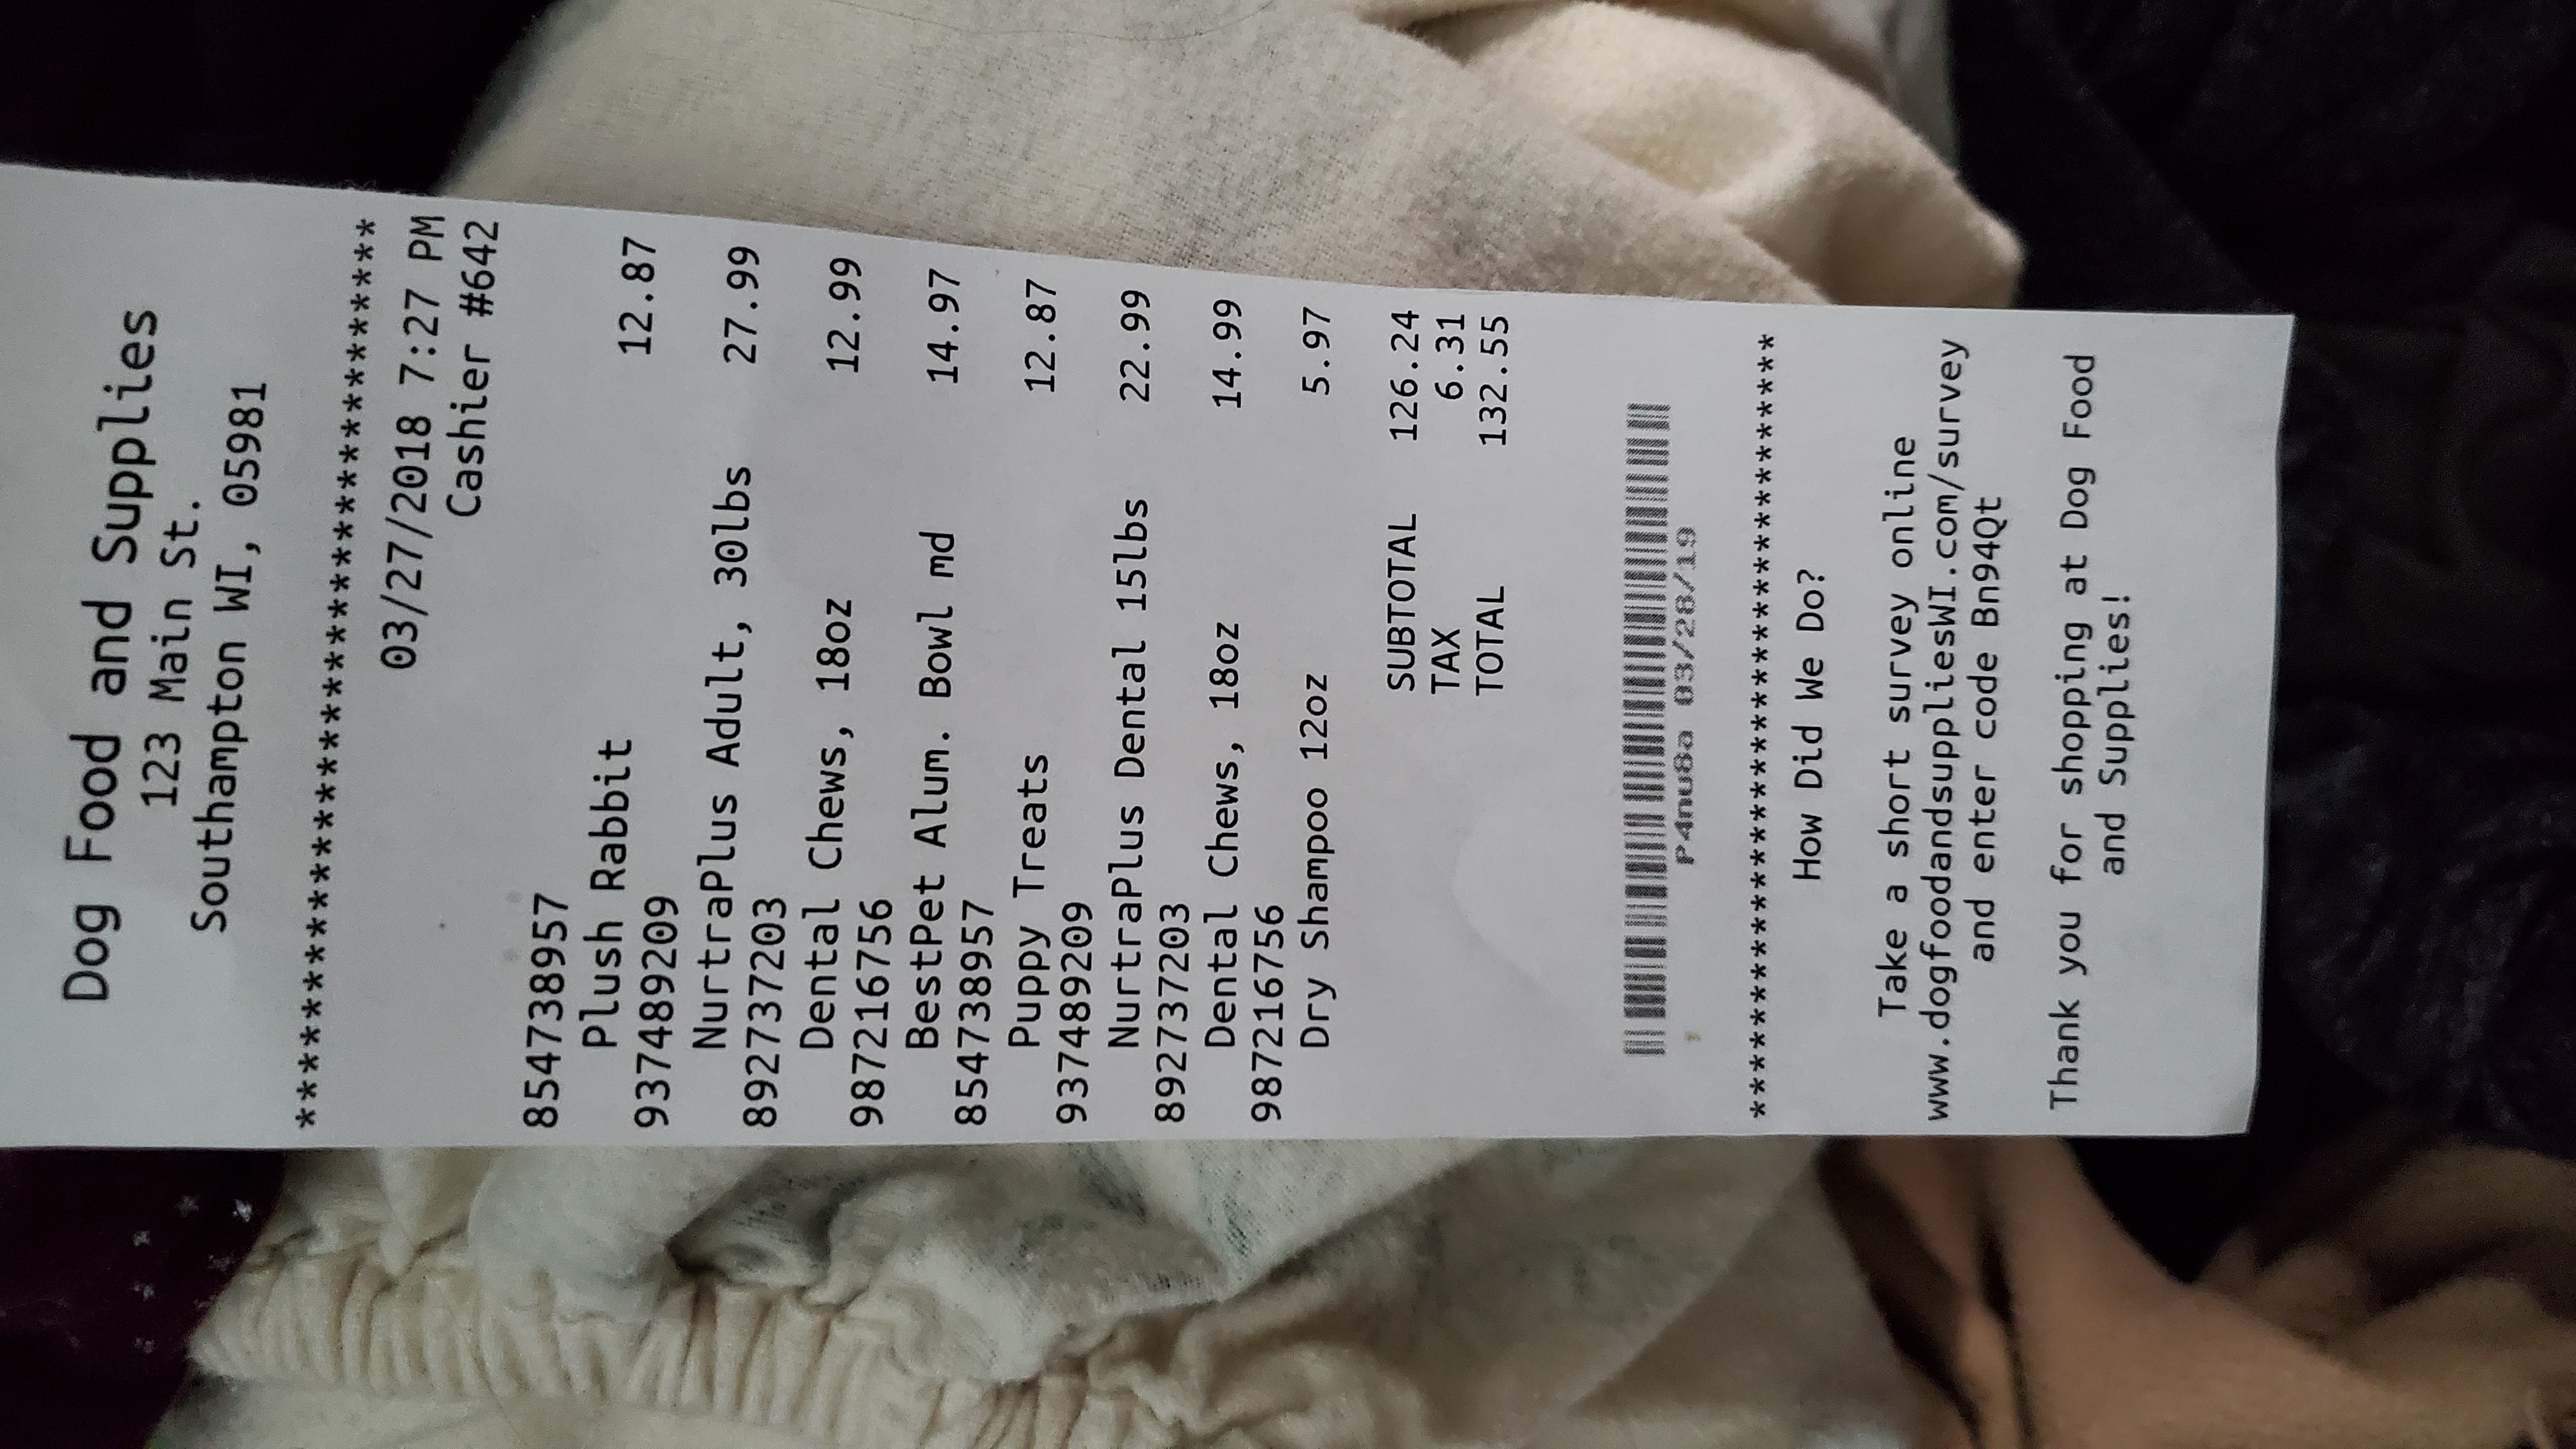 Dog Food and Supplies
123 Main St.
Southampton WI, 05981
**********************************
03/27/2018 7:27 PM
Cashier #642
854738957
Plush Rabbit 12.87
937489209
NurtraPlus Adult, 30lbs 27.99
892737203
Dental Chews, 18oz 12.99
987216756
BestPet Alum. Bowl md 14.97
854738957
Puppy Treats 12.87
937489209
NurtraPlus Dental 15lbs 22.99
892737203
Dental Chews, 18oz 14.99
987216756
Dry Shampoo 12oz 5.97
SUBTOTAL 126.24
TAX 6.31
TOTAL 132.55
P4nu8a 03/28/19
**********************************
How Did We Do?
Take a short survey online
www.dogfoodandsuppliesWI.com/survey
and enter code Bn94Qt
Thank you for shopping at Dog Food
and Supplies!